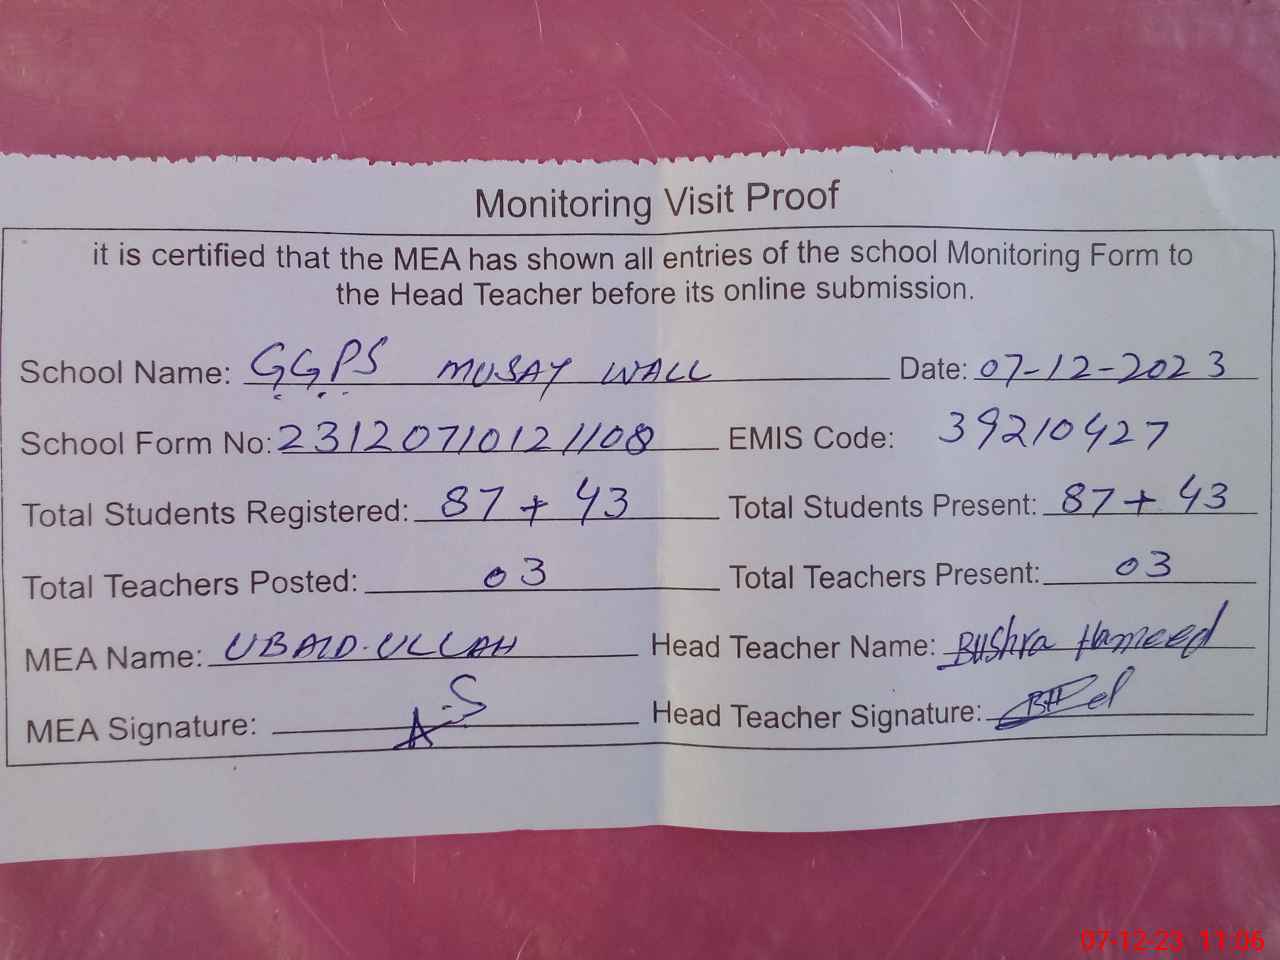 Monitoring Visit Proof
it is certified that the MEA has shown all entries of the school Monitoring Form to
the Head Teacher before its online submission.
School Name: GGPS MUSAY WALL Date: 07-12-2023
School Form No: 231207101211108 EMIS Code: 39210427
Total Students Registered: 87 + 43 Total Students Present: 87 + 43
Total Teachers Posted: 03 Total Teachers Present: 03
MEA Name: UBAID.ULLAH Head Teacher Name: Bushra Hameed
MEA Signature: Head Teacher Signature:
07-12-23 11:06